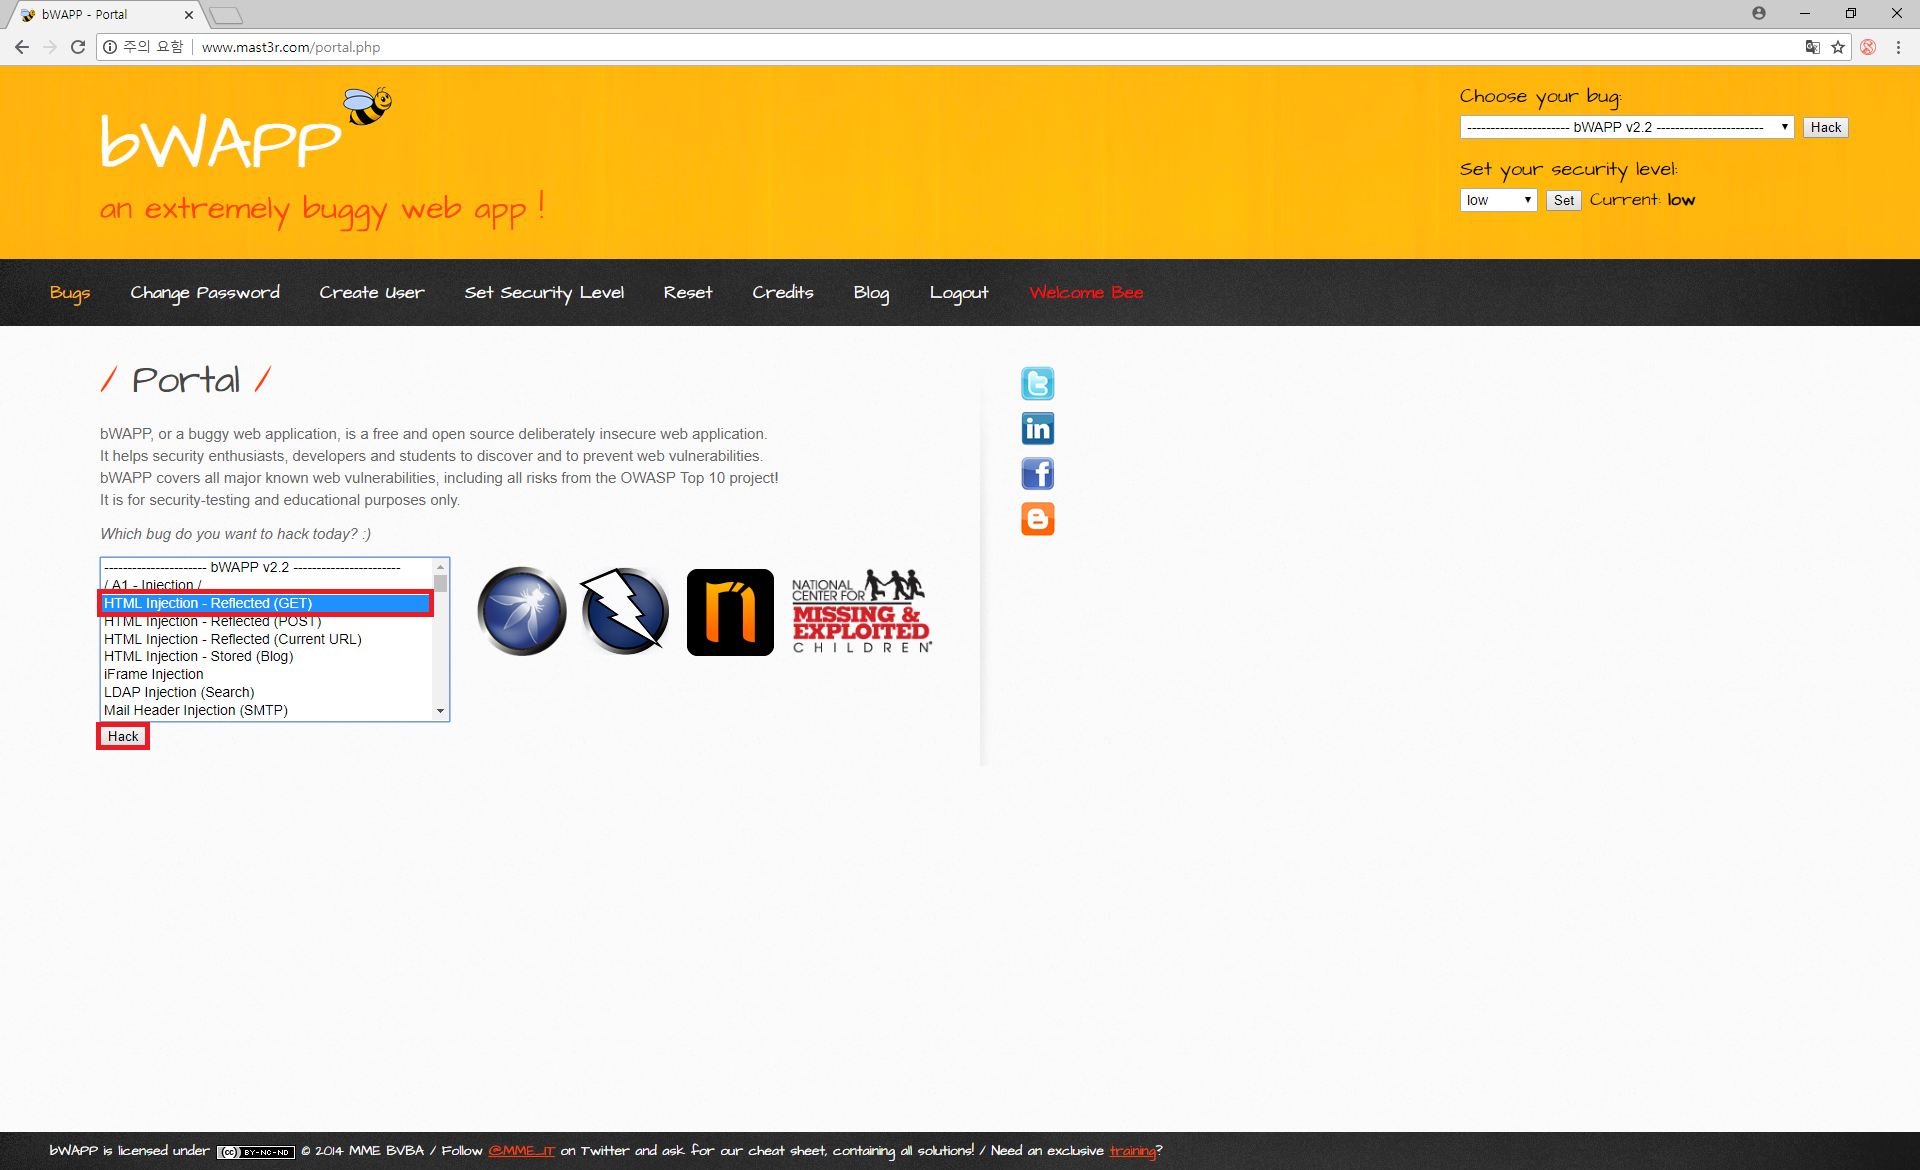 bWAPP - Portal
주의 요함 www.mast3r.com/portal.php
bWAPP
an extremely buggy web app !
Choose your bug:
---------------------- bWAPP v2.2 -----------------------
Hack
Set your security level:
low
Set
Current: low
Bugs
Change Password
Create User
Set Security Level
Reset
Credits
Blog
Logout
Welcome Bee
/ Portal /
bWAPP, or a buggy web application, is a free and open source deliberately insecure web application.
It helps security enthusiasts, developers and students to discover and to prevent web vulnerabilities.
bWAPP covers all major known web vulnerabilities, including all risks from the OWASP Top 10 project!
It is for security-testing and educational purposes only.
Which bug do you want to hack today? :)
---------------------- bWAPP v2.2 -----------------------
/ A1 - Injection /
HTML Injection - Reflected (GET)
HTML Injection - Reflected (POST)
HTML Injection - Reflected (Current URL)
HTML Injection - Stored (Blog)
iFrame Injection
LDAP Injection (Search)
Mail Header Injection (SMTP)
Hack
NATIONAL
CENTER FOR
MISSING &
EXPLOITED
CHILDREN
bWAPP is licensed under (cc) BY-NC-ND © 2014 MME BVBA / Follow @MME_IT on Twitter and ask for our cheat sheet, containing all solutions! / Need an exclusive training?